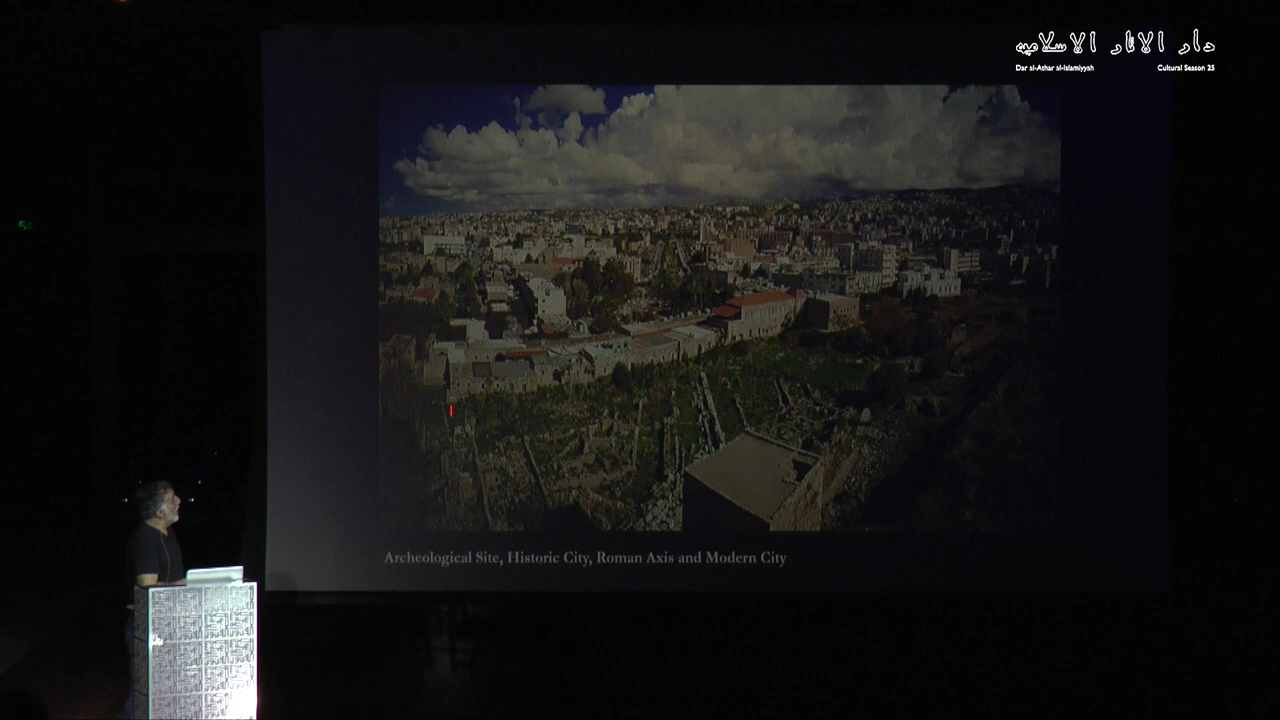 دار الآثار الإسلامية
Dar al-Athar al-Islamiyyah Cultural Season 25
Archeological Site, Historic City, Roman Axis and Modern City